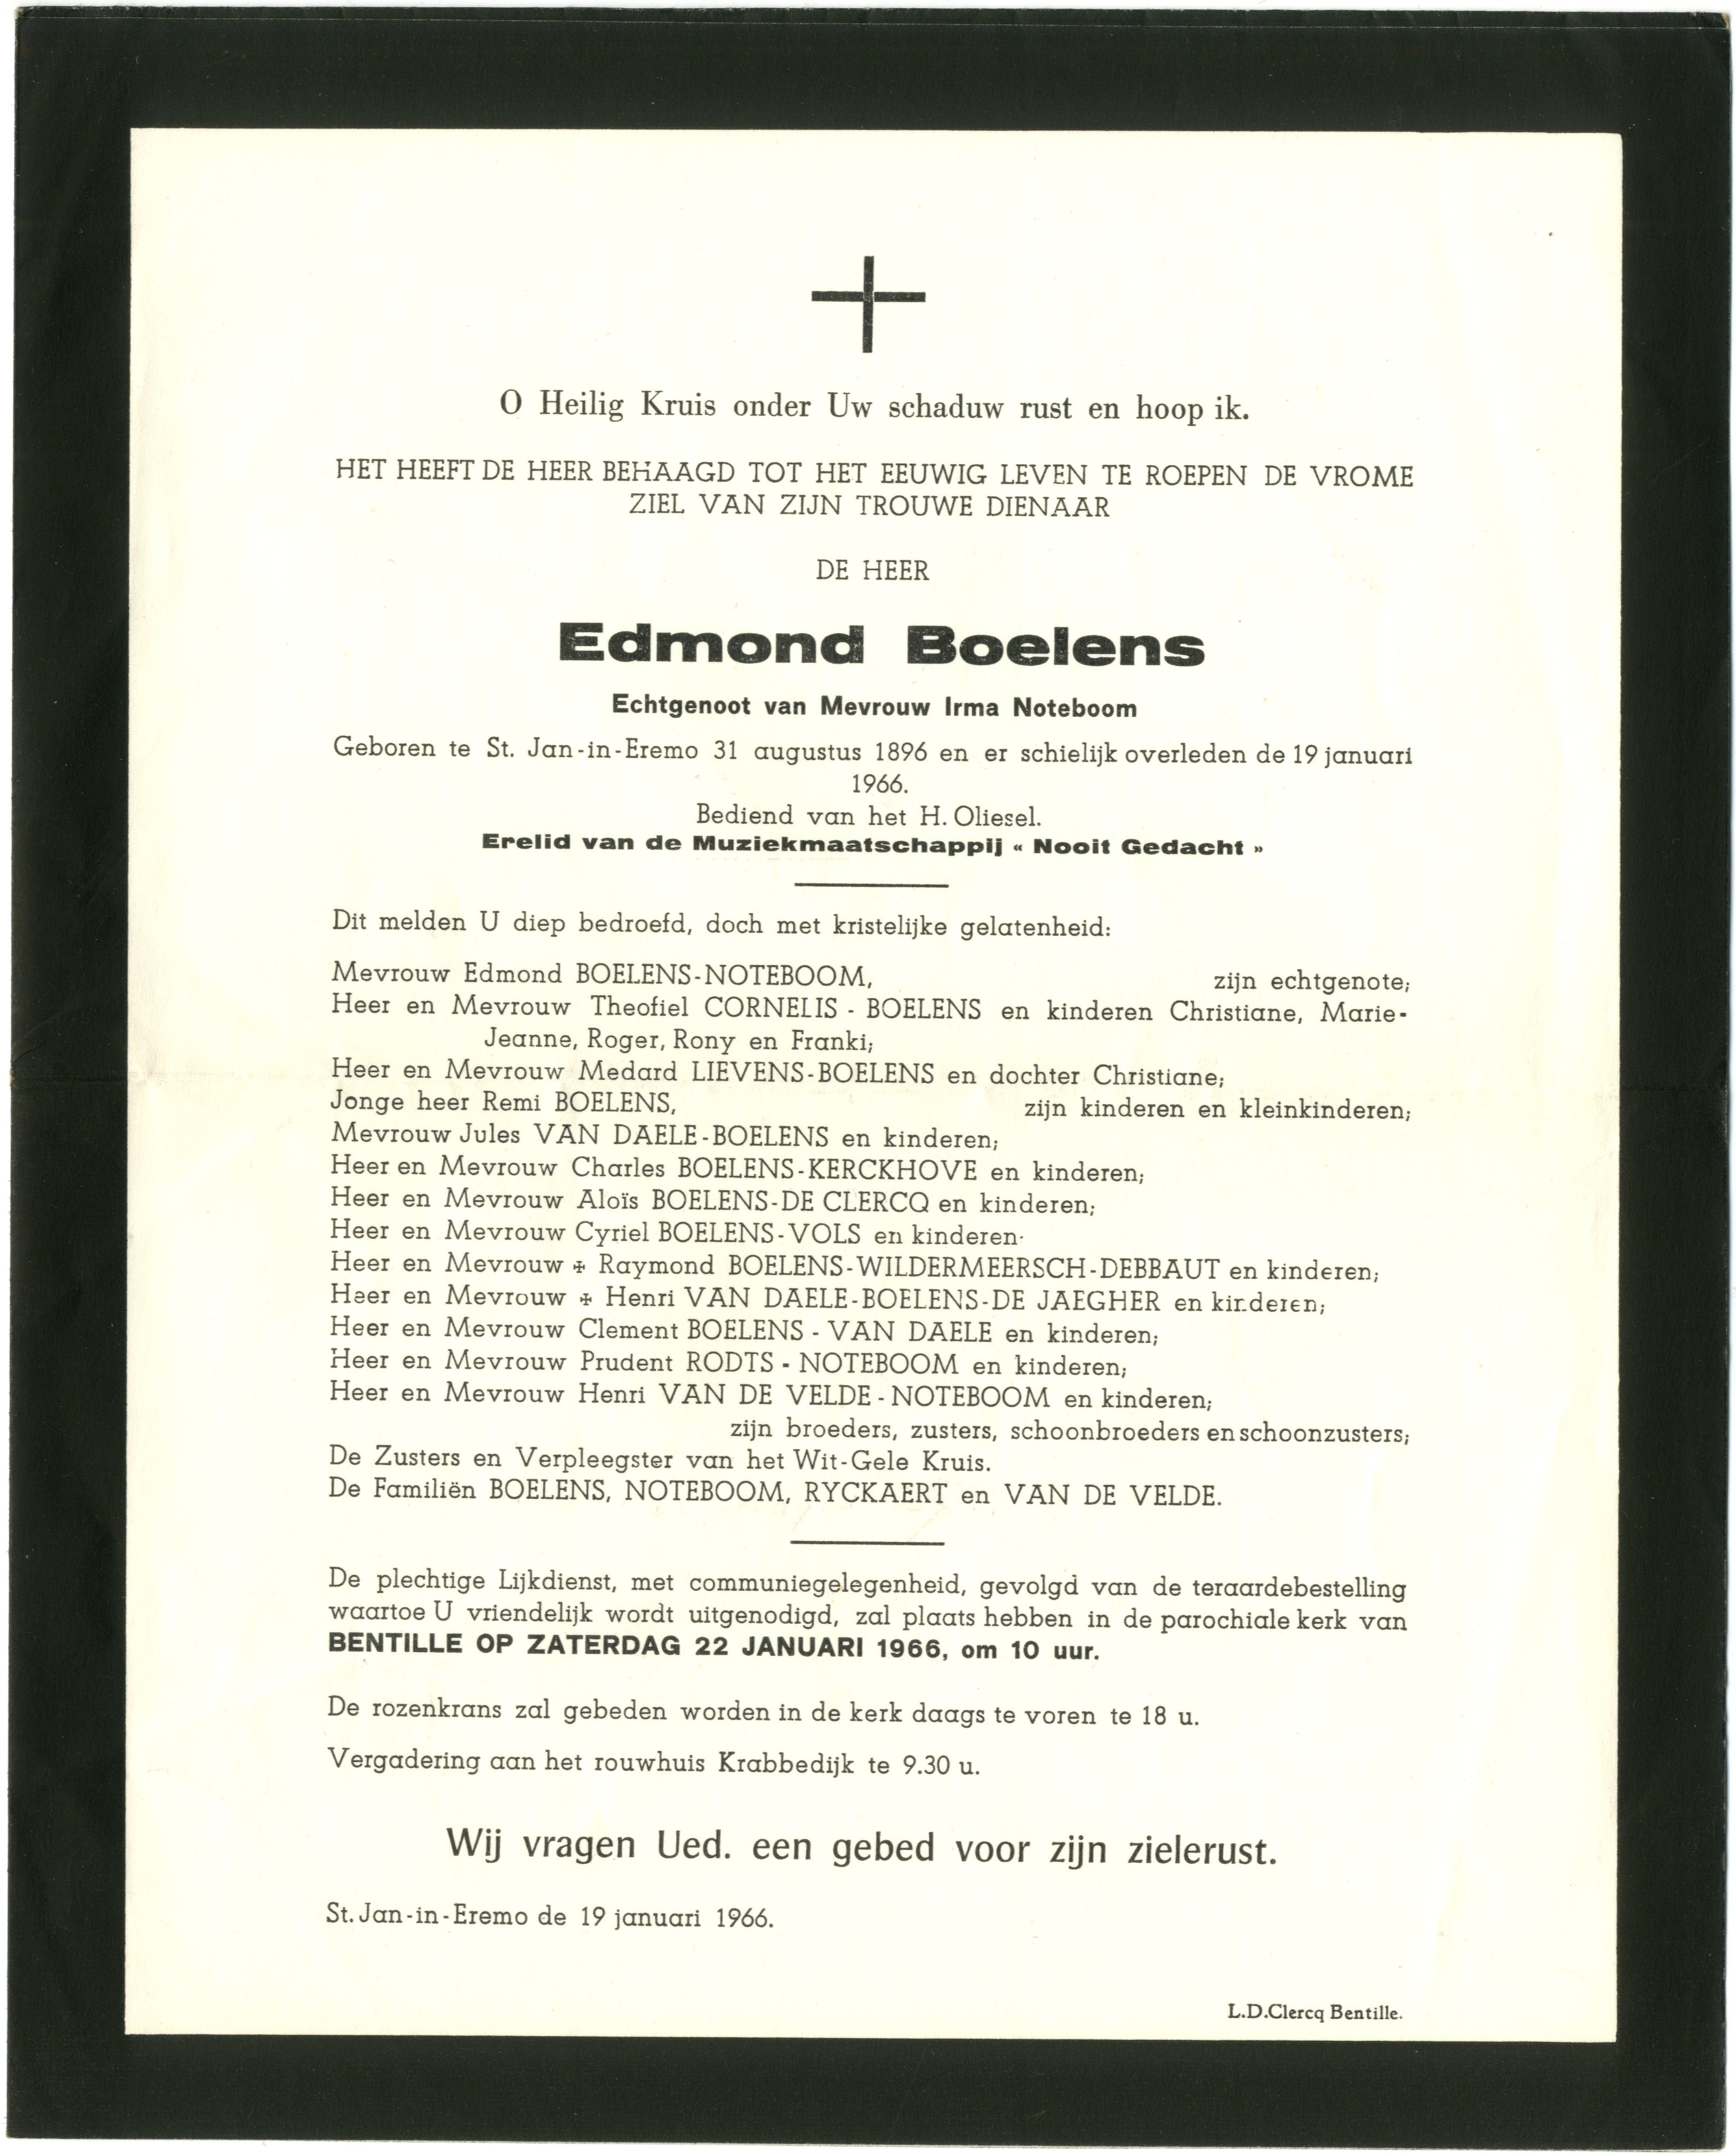 O Heilig Kruis onder Uw schaduw rust en hoop ik.
HET HEEFT DE HEER BEHAAGD TOT HET EEUWIG LEVEN TE ROEPEN DE VROME
ZIEL VAN ZIJN TROUWE DIENAAR
DE HEER
Edmond Boelens
Echtgenoot van Mevrouw Irma Noteboom
Geboren te St. Jan-in-Eremo 31 augustus 1896 en er schielijk overleden de 19 januari
1966.
Bediend van het H. Oliesel.
Erelid van de Muziekmaatschappij « Nooit Gedacht »
Dit melden U diep bedroefd, doch met kristelijke gelatenheid:
Mevrouw Edmond BOELENS-NOTEBOOM, zijn echtgenote;
Heer en Mevrouw Theofiel CORNELIS - BOELENS en kinderen Christiane, Marie-
Jeanne, Roger, Rony en Franki;
Heer en Mevrouw Medard LIEVENS-BOELENS en dochter Christiane;
Jonge heer Remi BOELENS, zijn kinderen en kleinkinderen;
Mevrouw Jules VAN DAELE-BOELENS en kinderen;
Heer en Mevrouw Charles BOELENS-KERCKHOVE en kinderen;
Heer en Mevrouw Aloïs BOELENS-DE CLERCQ en kinderen;
Heer en Mevrouw Cyriel BOELENS-VOLS en kinderen·
Heer en Mevrouw ✠ Raymond BOELENS-WILDERMEERSCH-DEBBAUT en kinderen;
Heer en Mevrouw ✠ Henri VAN DAELE-BOELENS-DE JAEGHER en kinderen;
Heer en Mevrouw Clement BOELENS - VAN DAELE en kinderen;
Heer en Mevrouw Prudent RODTS - NOTEBOOM en kinderen;
Heer en Mevrouw Henri VAN DE VELDE - NOTEBOOM en kinderen;
zijn broeders, zusters, schoonbroeders en schoonzusters;
De Zusters en Verpleegster van het Wit-Gele Kruis.
De Familiën BOELENS, NOTEBOOM, RYCKAERT en VAN DE VELDE.
De plechtige Lijkdienst, met communiegelegenheid, gevolgd van de teraardebestelling
waartoe U vriendelijk wordt uitgenodigd, zal plaats hebben in de parochiale kerk van
BENTILLE OP ZATERDAG 22 JANUARI 1966, om 10 uur.
De rozenkrans zal gebeden worden in de kerk daags te voren te 18 u.
Vergadering aan het rouwhuis Krabbedijk te 9.30 u.
Wij vragen Ued. een gebed voor zijn zielerust.
St. Jan-in-Eremo de 19 januari 1966.
L.D.Clercq Bentille.